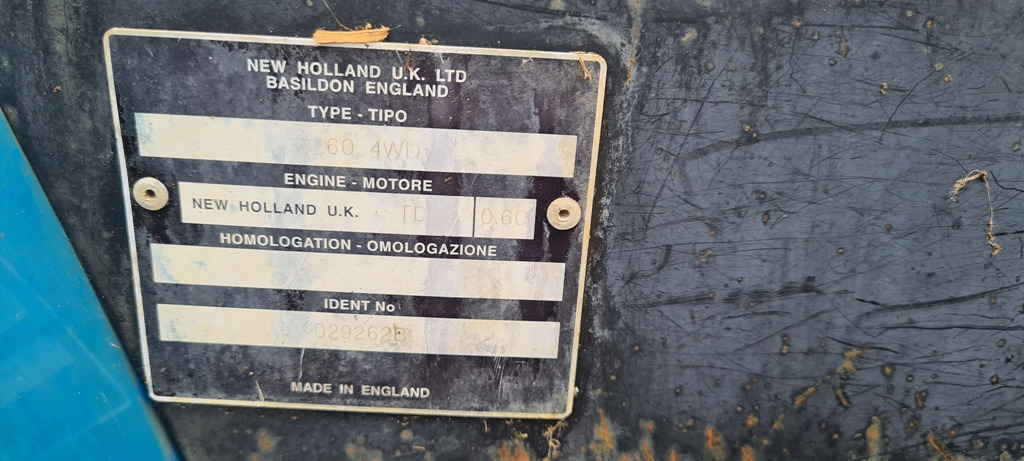 NEW HOLLAND U.K. LTD
BASILDON ENGLAND
TYPE - TIPO
60 4WD
ENGINE - MOTORE
NEW HOLLAND U.K. TD 0.60
HOMOLOGATION - OMOLOGAZIONE
IDENT No
029262B
MADE IN ENGLAND